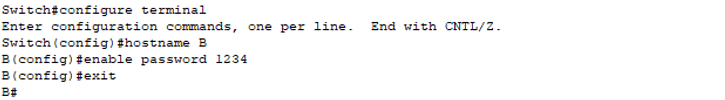 Switch#configure terminal
Enter configuration commands, one per line.  End with CNTL/Z.
Switch(config)#hostname B
B(config)#enable password 1234
B(config)#exit
B#